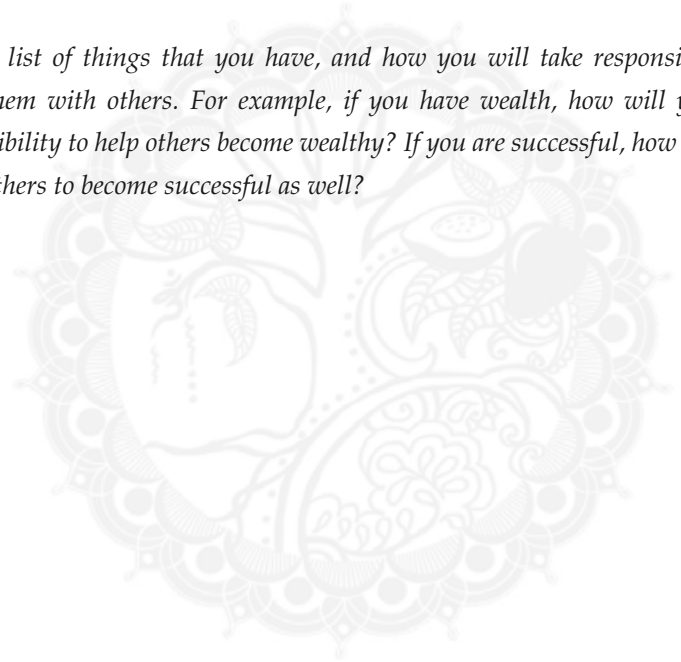 list of things that you have, and how you will take responsi
hem with others. For example, if you have wealth, how will y
ibility to help others become wealthy? If you are successful, how
thers to become successful as well?